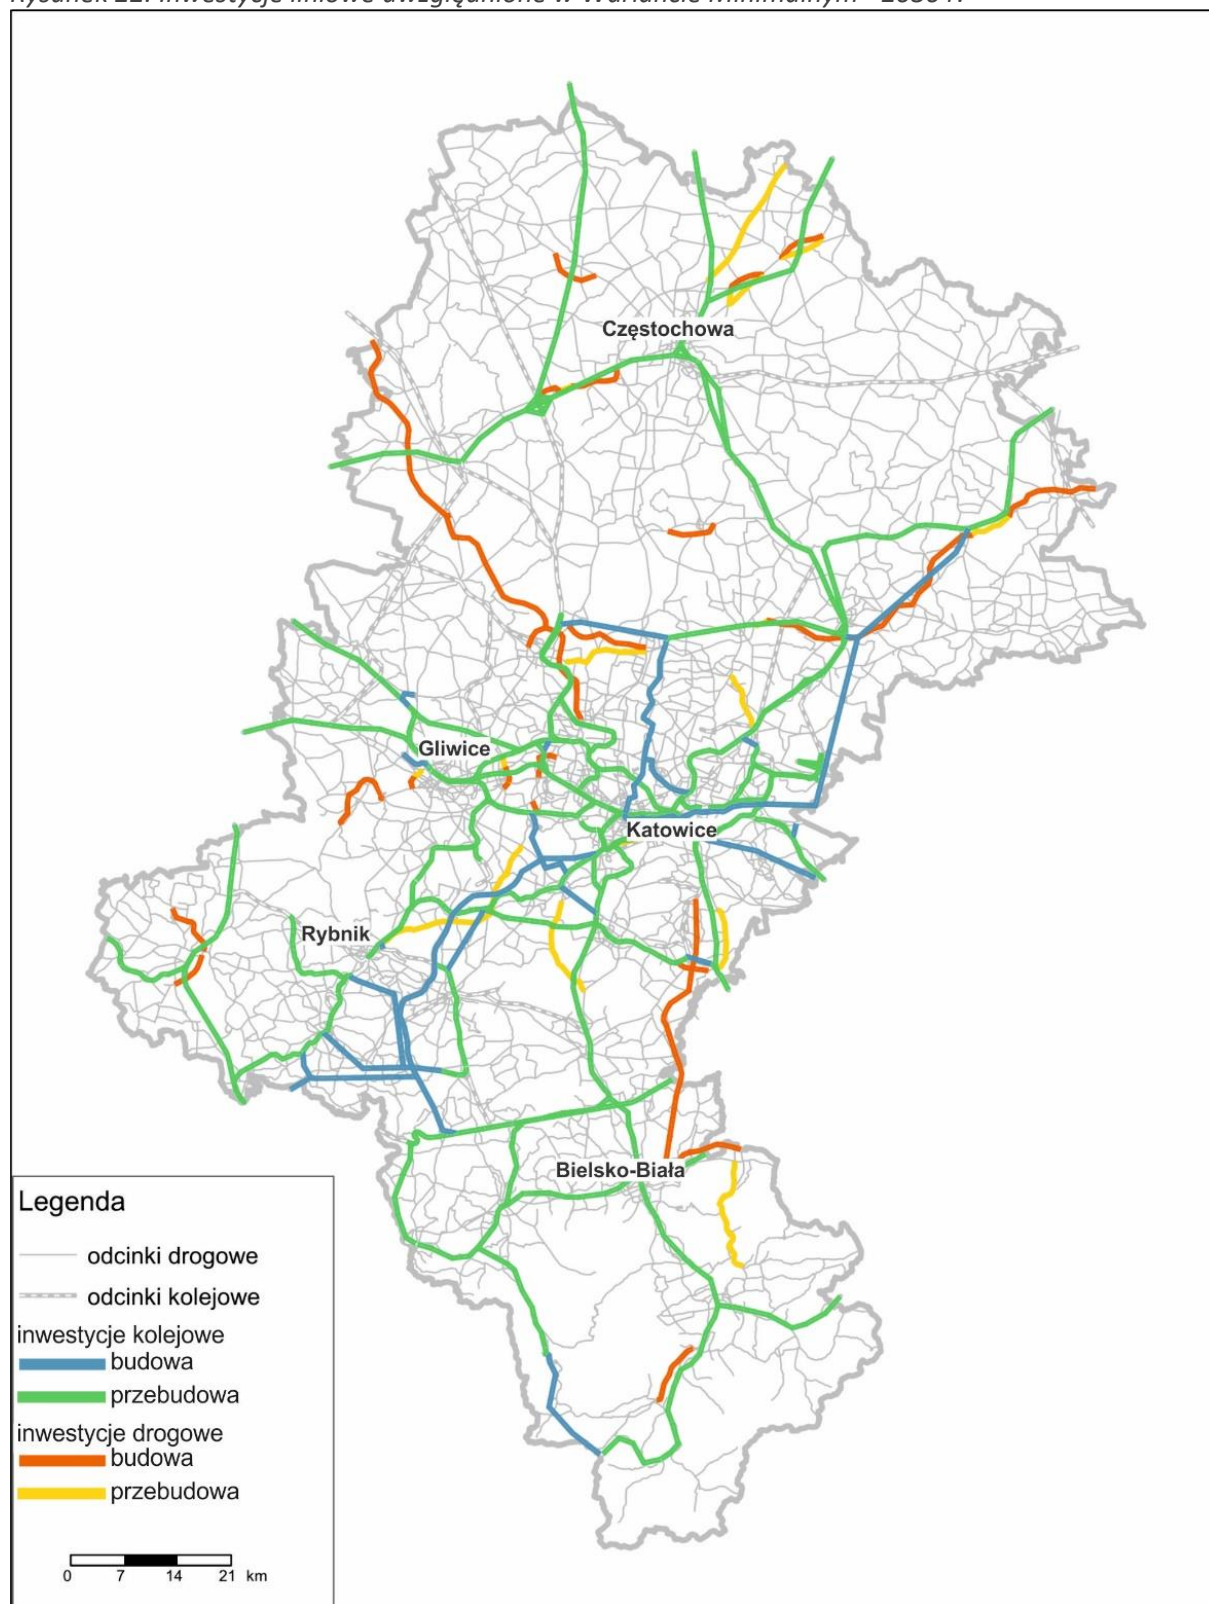 Częstochowa
Gliwice
Katowice
Rybnik
Bielsko-Biała
Legenda
odcinki drogowe
odcinki kolejowe
inwestycje kolejowe
budowa
przebudowa
inwestycje drogowe
budowa
przebudowa
0 7 14 21 km